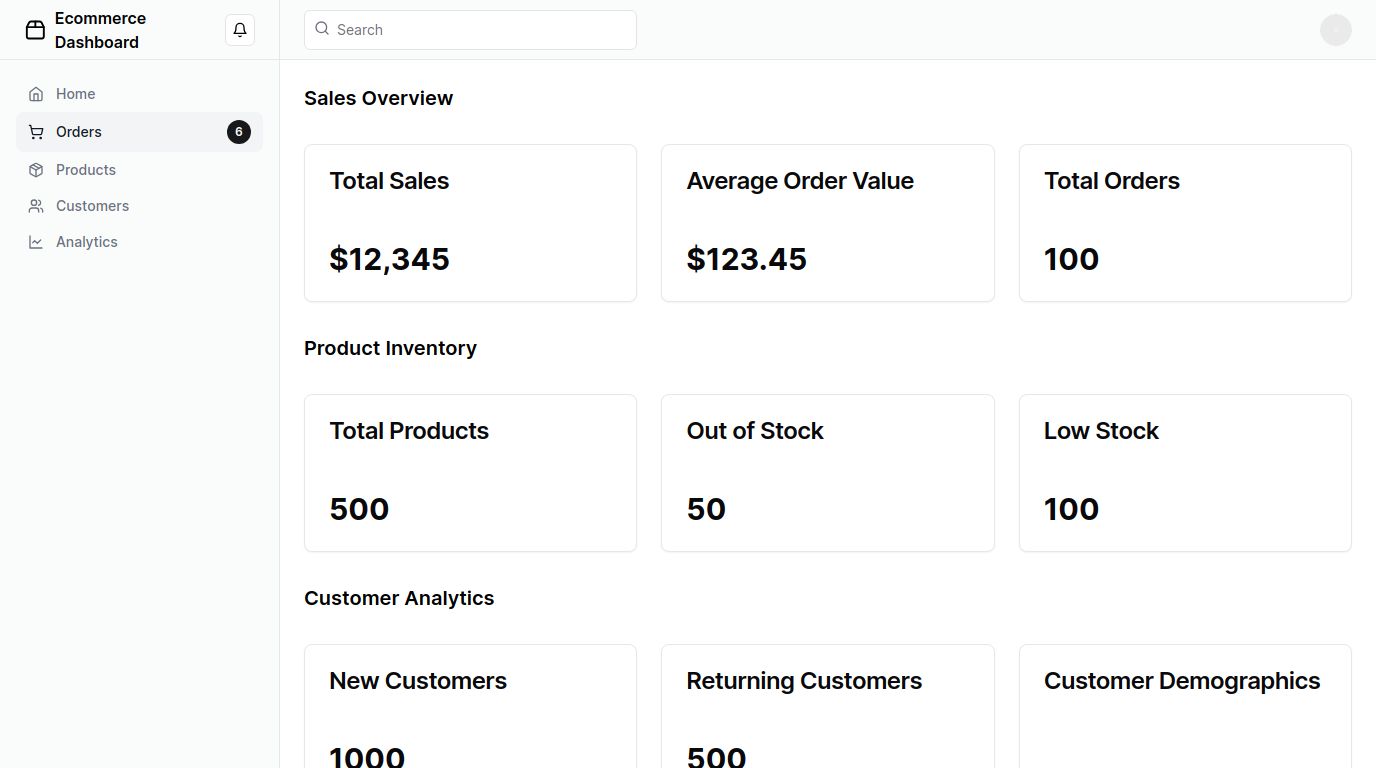 Ecommerce
Dashboard
Search
Home
Orders 6
Products
Customers
Analytics
Sales Overview
Total Sales
$12,345
Average Order Value
$123.45
Total Orders
100
Product Inventory
Total Products
500
Out of Stock
50
Low Stock
100
Customer Analytics
New Customers
1000
Returning Customers
500
Customer Demographics